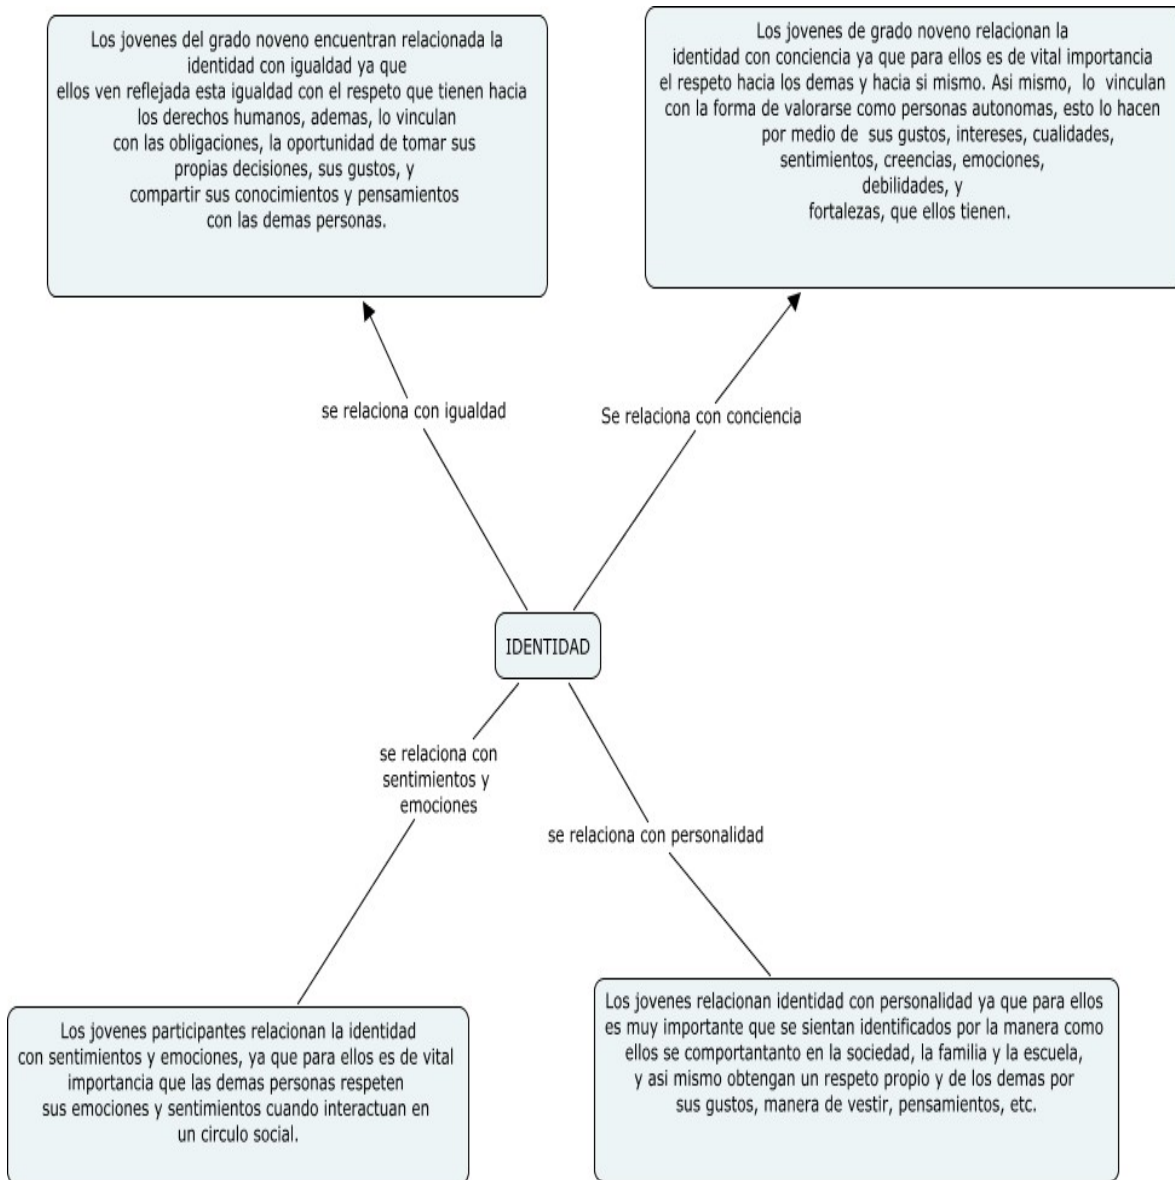 Los jovenes del grado noveno encuentran relacionada la
identidad con igualdad ya que
ellos ven reflejada esta igualdad con el respeto que tienen hacia
los derechos humanos, ademas, lo vinculan
con las obligaciones, la oportunidad de tomar sus
propias decisiones, sus gustos, y
compartir sus conocimientos y pensamientos
con las demas personas.
Los jovenes de grado noveno relacionan la
identidad con conciencia ya que para ellos es de vital importancia
el respeto hacia los demas y hacia si mismo. Asi mismo, lo vinculan
con la forma de valorarse como personas autonomas, esto lo hacen
por medio de sus gustos, intereses, cualidades,
sentimientos, creencias, emociones,
debilidades, y
fortalezas, que ellos tienen.
se relaciona con igualdad
Se relaciona con conciencia
IDENTIDAD
se relaciona con
sentimientos y
emociones
se relaciona con personalidad
Los jovenes participantes relacionan la identidad
con sentimientos y emociones, ya que para ellos es de vital
importancia que las demas personas respeten
sus emociones y sentimientos cuando interactuan en
un circulo social.
Los jovenes relacionan identidad con personalidad ya que para ellos
es muy importante que se sientan identificados por la manera como
ellos se comportantanto en la sociedad, la familia y la escuela,
y asi mismo obtengan un respeto propio y de los demas por
sus gustos, manera de vestir, pensamientos, etc.